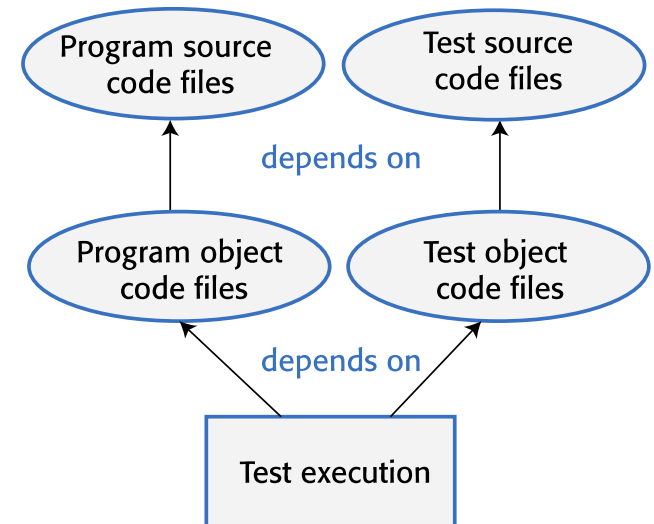 Program source
code files
Test source
code files
depends on
Program object
code files
Test object
code files
depends on
Test execution